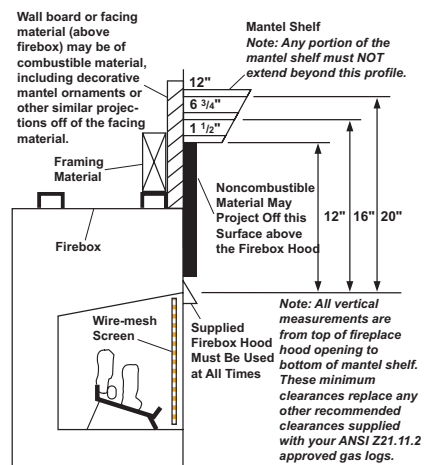 Wall board or facing
material (above
firebox) may be of
combustible material,
including decorative
mantel ornaments or
other similar projec-
tions off of the facing
material.
Mantel Shelf
Note: Any portion of the
mantel shelf must NOT
extend beyond this profile.
12"
6 3/4"
1 1/2"
Framing
Material
Noncombustible
Material May
Project Off this
Surface above
the Firebox Hood
12" 16" 20"
Firebox
Wire-mesh
Screen
Supplied
Firebox Hood
Must Be Used
at All Times
Note: All vertical
measurements are
from top of fireplace
hood opening to
bottom of mantel shelf.
These minimum
clearances replace any
other recommended
clearances supplied
with your ANSI Z21.11.2
approved gas logs.